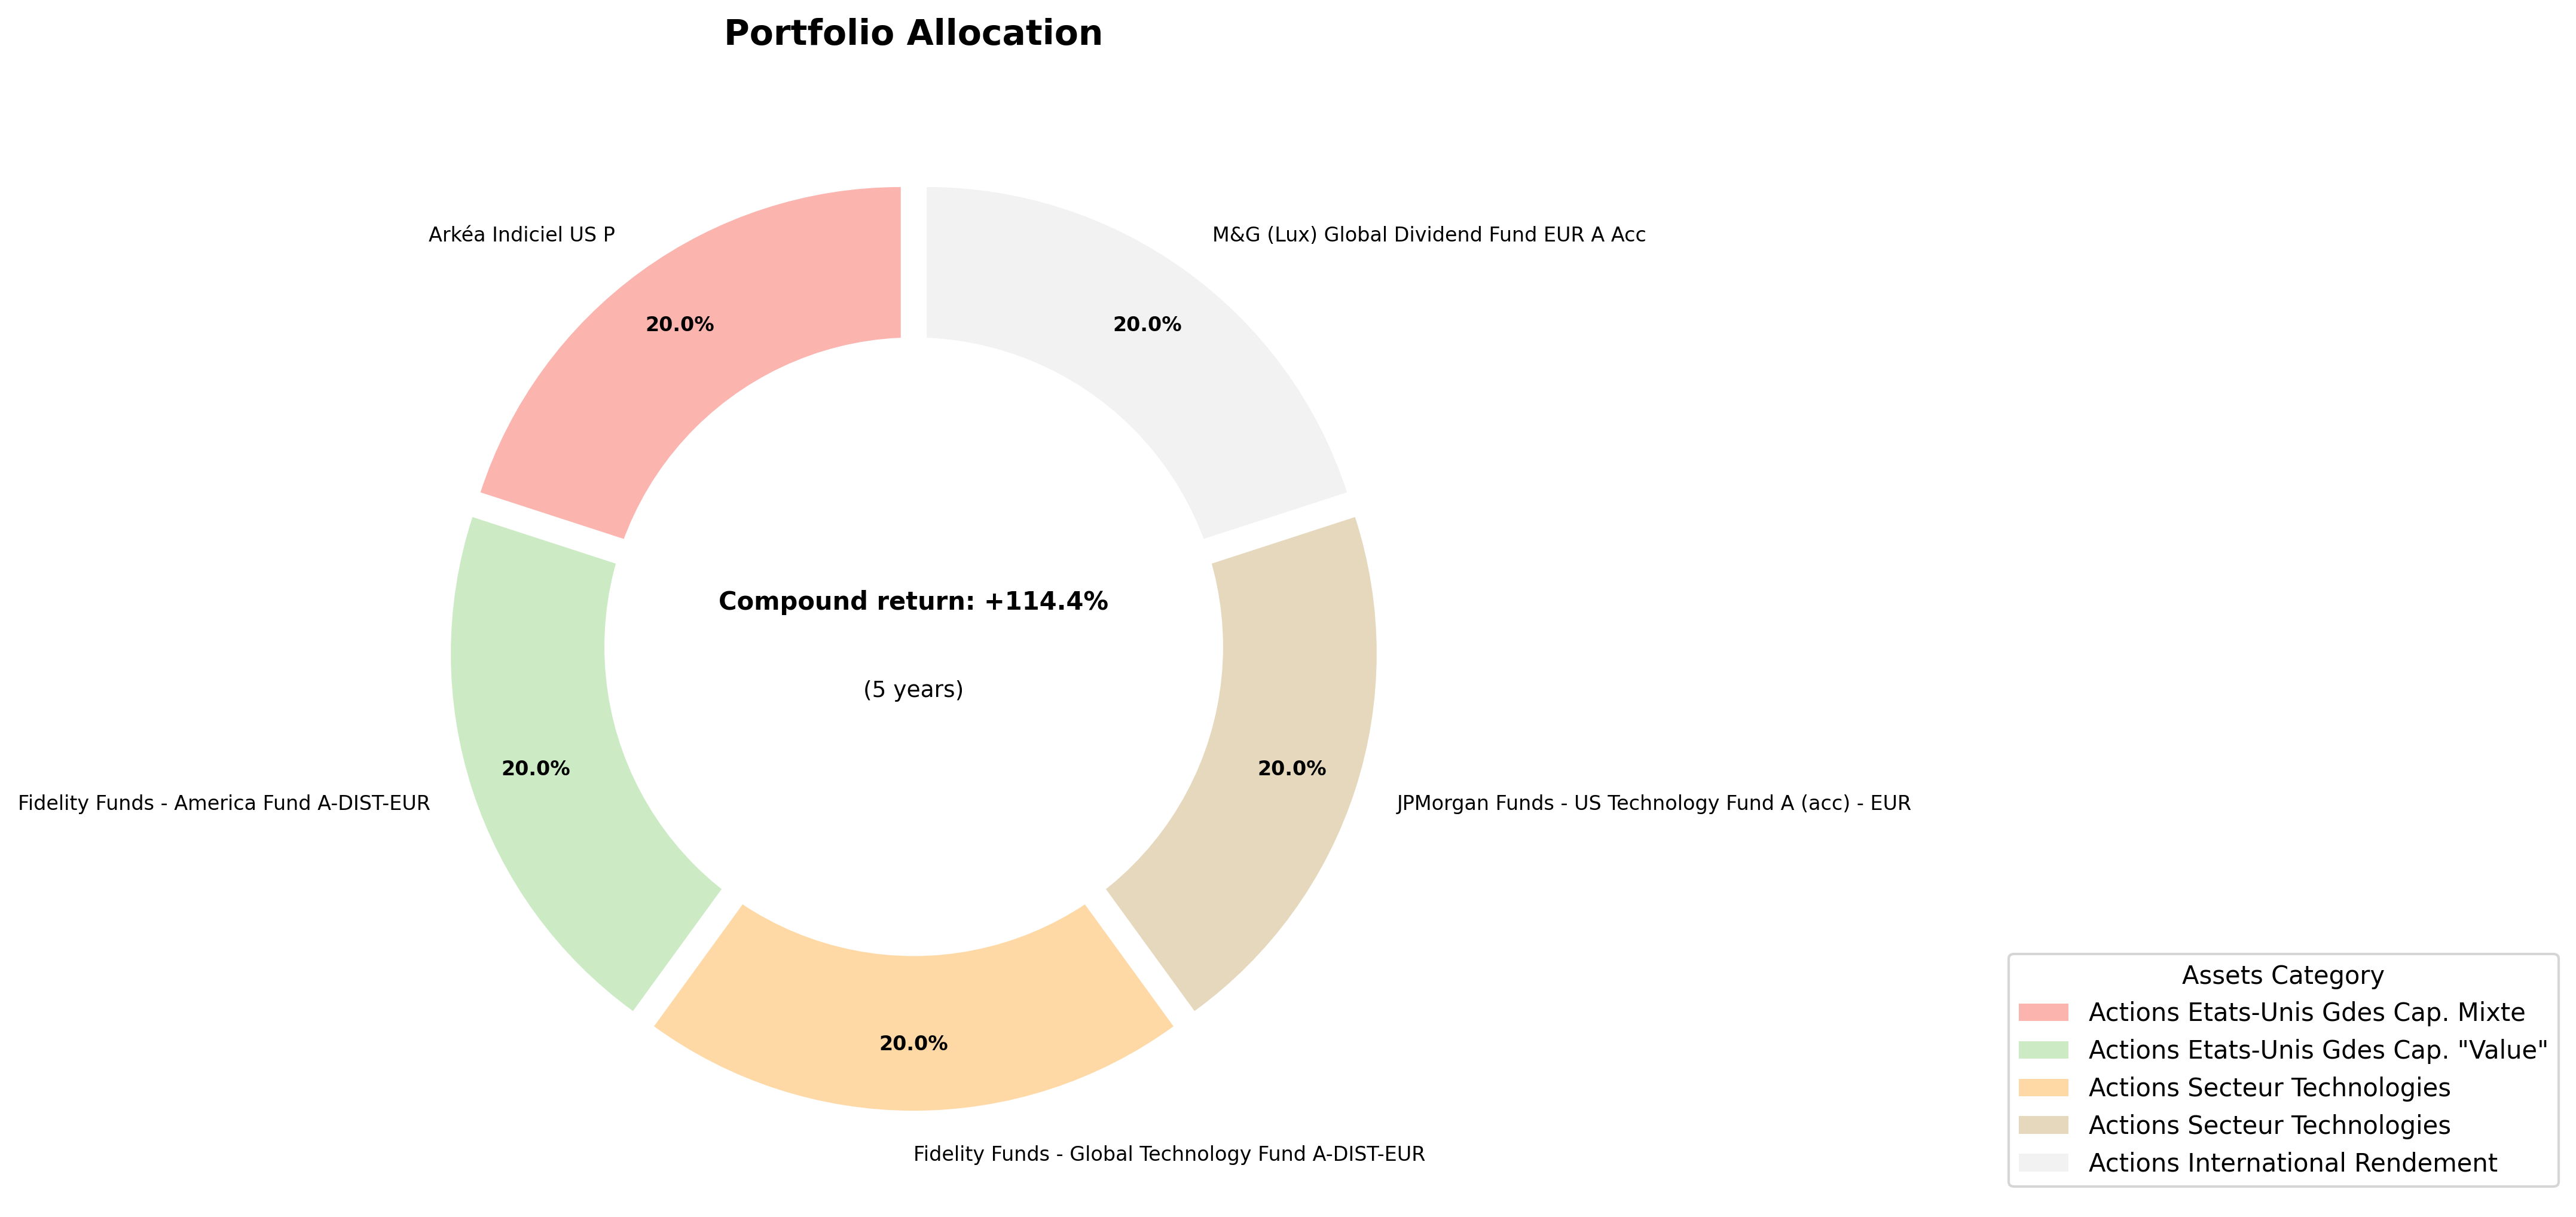 Portfolio Allocation
Arkéa Indiciel US P
M&G (Lux) Global Dividend Fund EUR A Acc
20.0%
20.0%
Compound return: +114.4%
(5 years)
20.0%
20.0%
Fidelity Funds - America Fund A-DIST-EUR
JPMorgan Funds - US Technology Fund A (acc) - EUR
20.0%
Fidelity Funds - Global Technology Fund A-DIST-EUR
Assets Category
Actions Etats-Unis Gdes Cap. Mixte
Actions Etats-Unis Gdes Cap. "Value"
Actions Secteur Technologies
Actions Secteur Technologies
Actions International Rendement